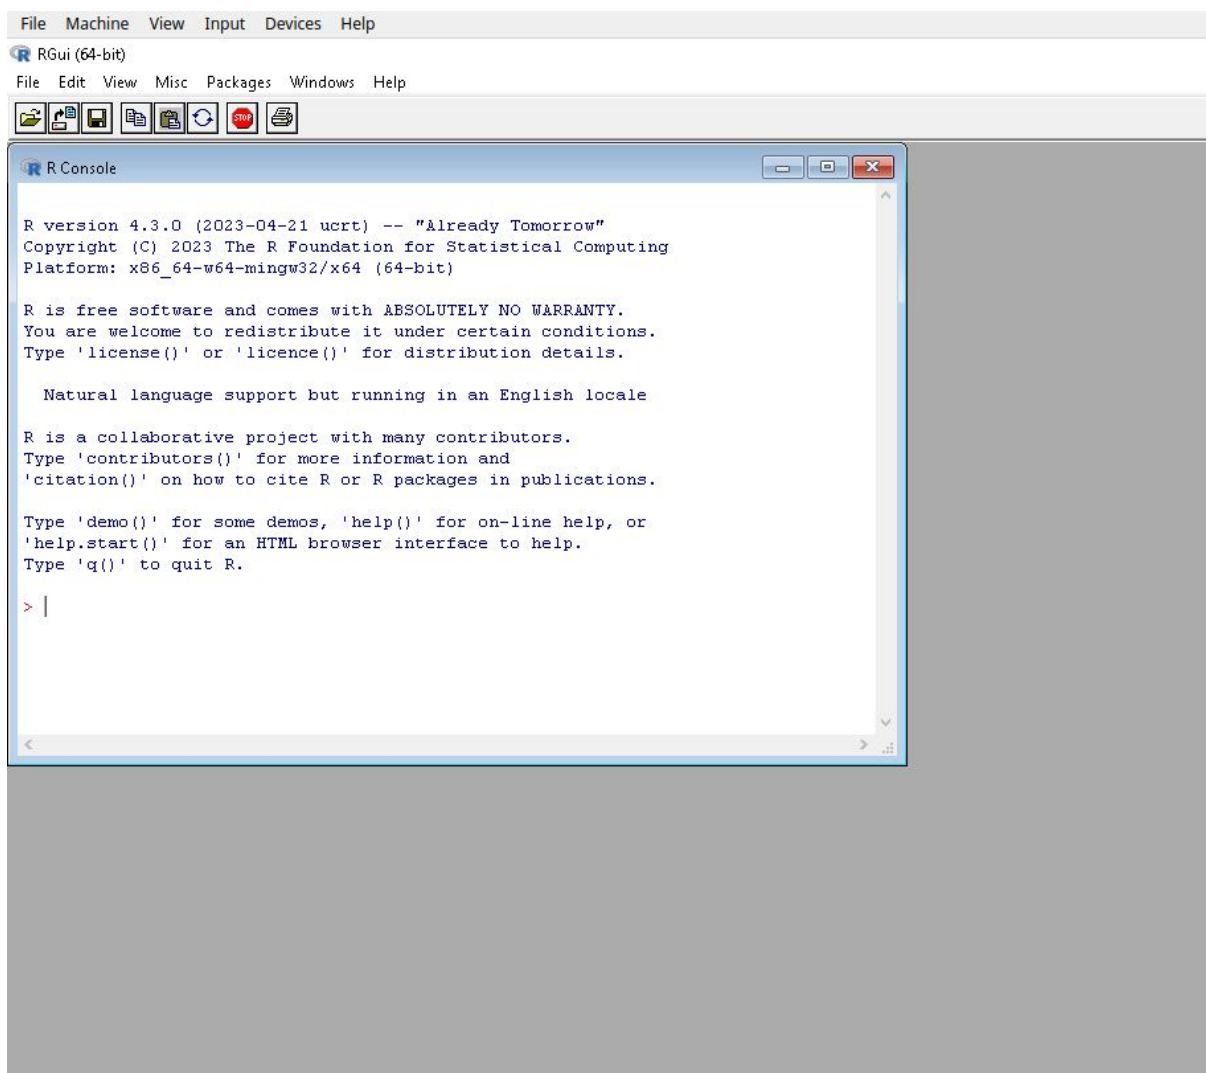 File Machine View Input Devices Help
RGui (64-bit)
File Edit View Misc Packages Windows Help
STOP
R Console
R version 4.3.0 (2023-04-21 ucrt) -- "Already Tomorrow"
Copyright (C) 2023 The R Foundation for Statistical Computing
Platform: x86_64-w64-mingw32/x64 (64-bit)
R is free software and comes with ABSOLUTELY NO WARRANTY.
You are welcome to redistribute it under certain conditions.
Type 'license()' or 'licence()' for distribution details.
Natural language support but running in an English locale
R is a collaborative project with many contributors.
Type 'contributors()' for more information and
'citation()' on how to cite R or R packages in publications.
Type 'demo()' for some demos, 'help()' for on-line help, or
'help.start()' for an HTML browser interface to help.
Type 'q()' to quit R.
>